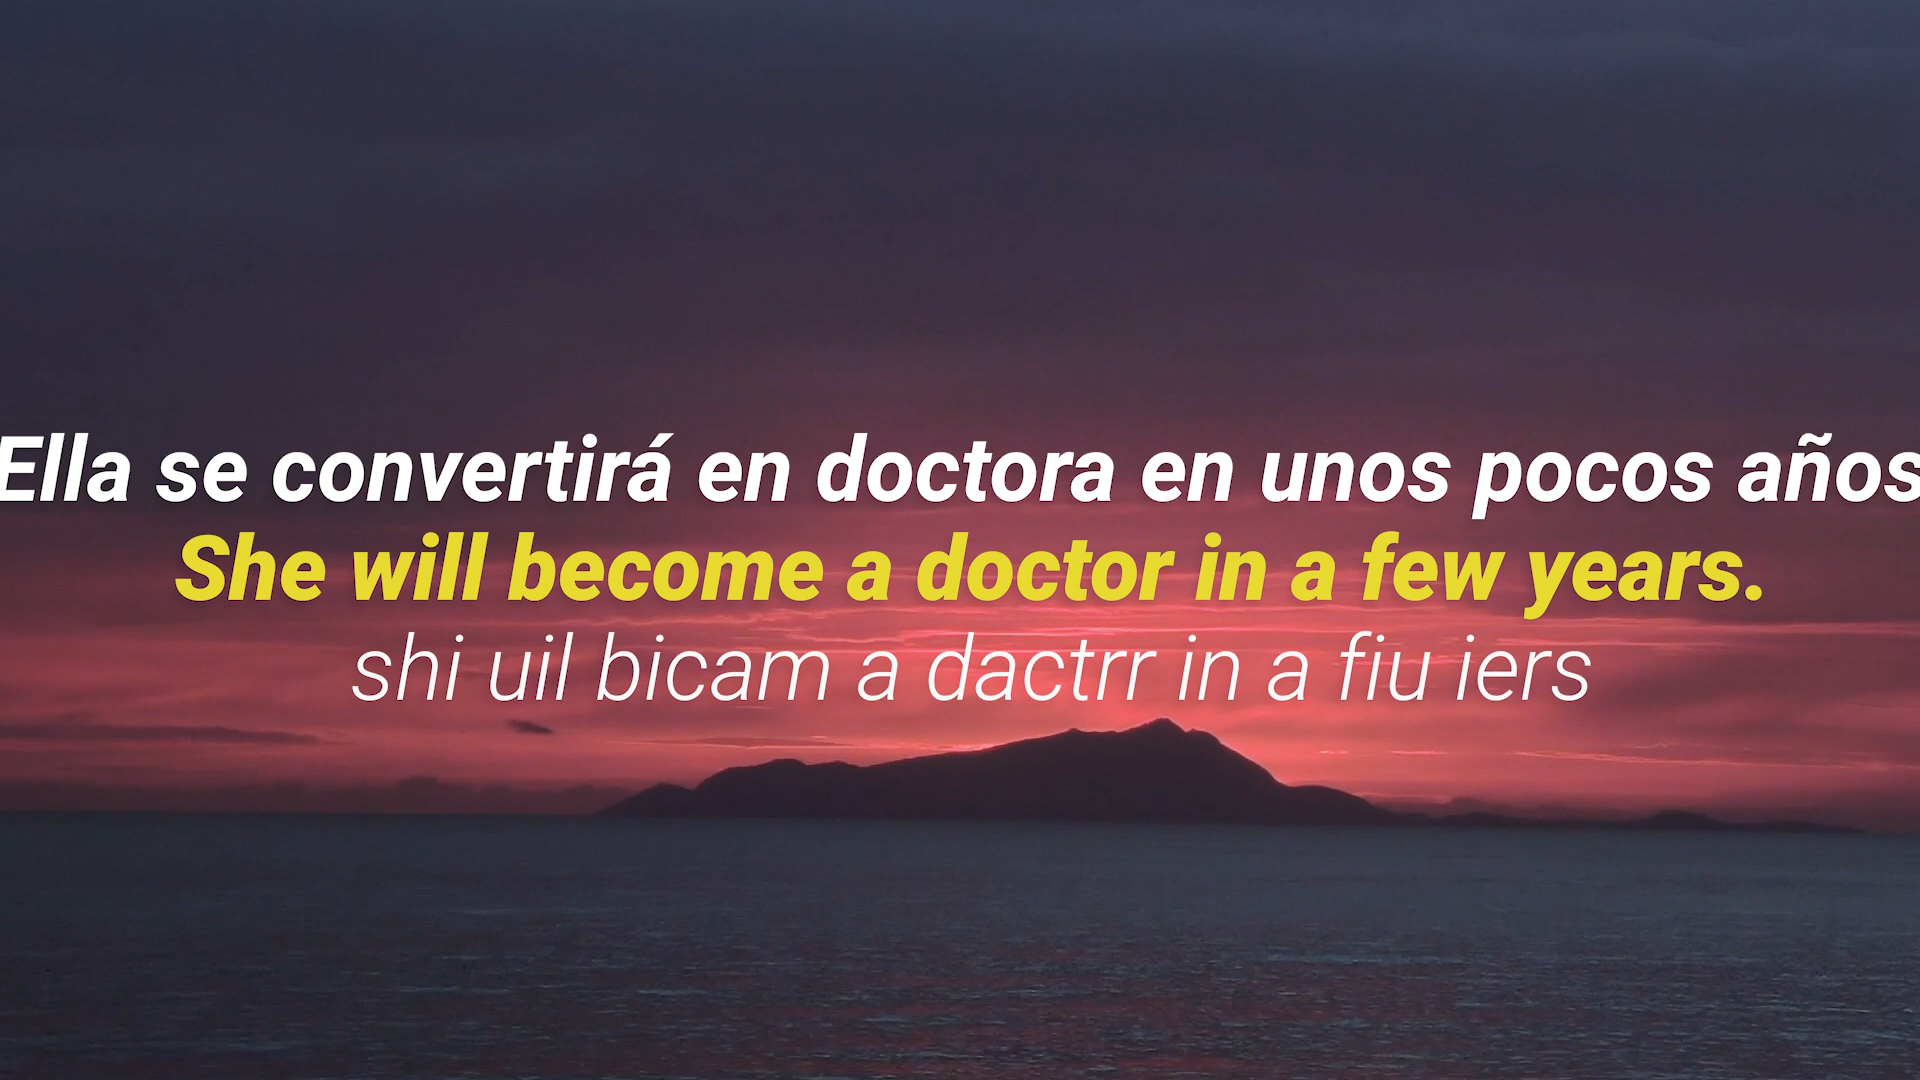 Ella se convertirá en doctora en unos pocos años
She will become a doctor in a few years.
shi uil bicam a dactrr in a fiu iers